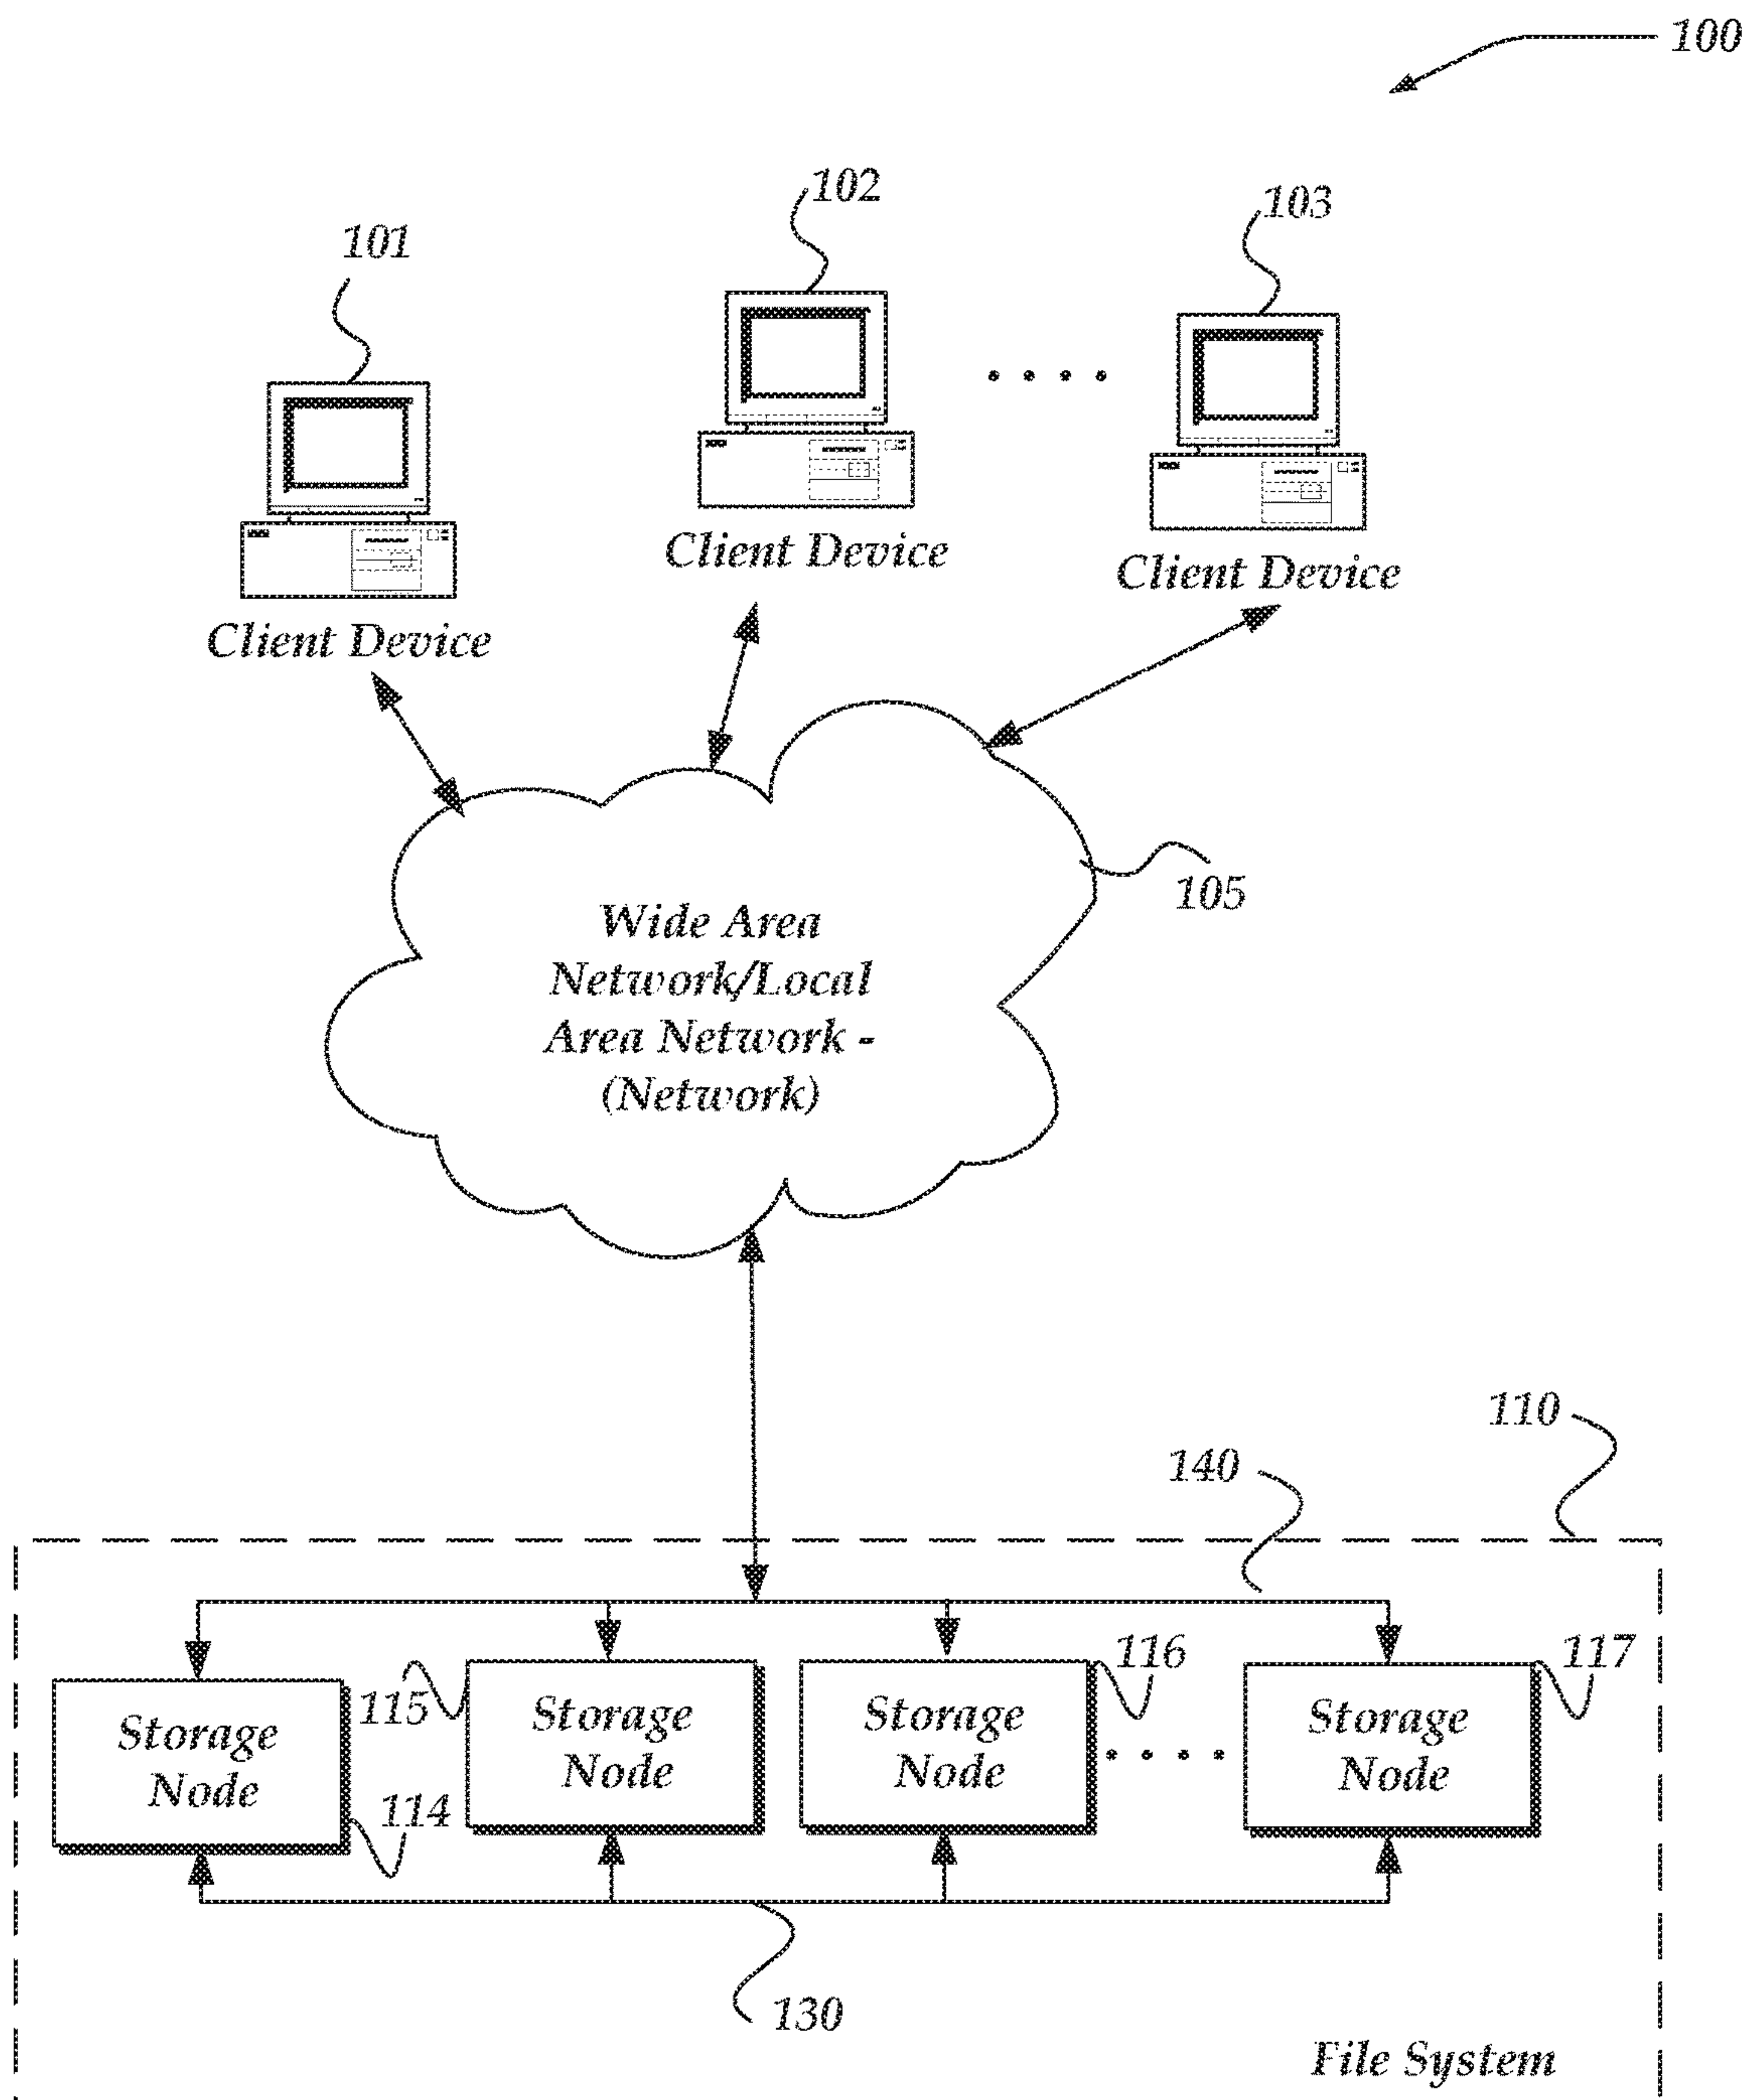 100
102
103
101
Client Device
Client Device
Client Device
105
Wide Area
Network/Local
Area Network -
(Network)
110
140
116
117
115
Storage
Node
Storage
Node
Storage
Node
Storage
Node
114
130
File System